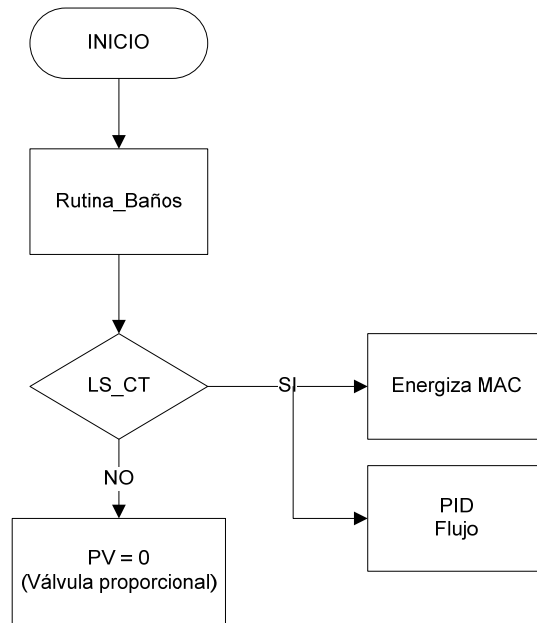 INICIO
Rutina_Baños
LS_CT
SI
Energiza MAC
NO
PID
Flujo
PV = 0
(Válvula proporcional)